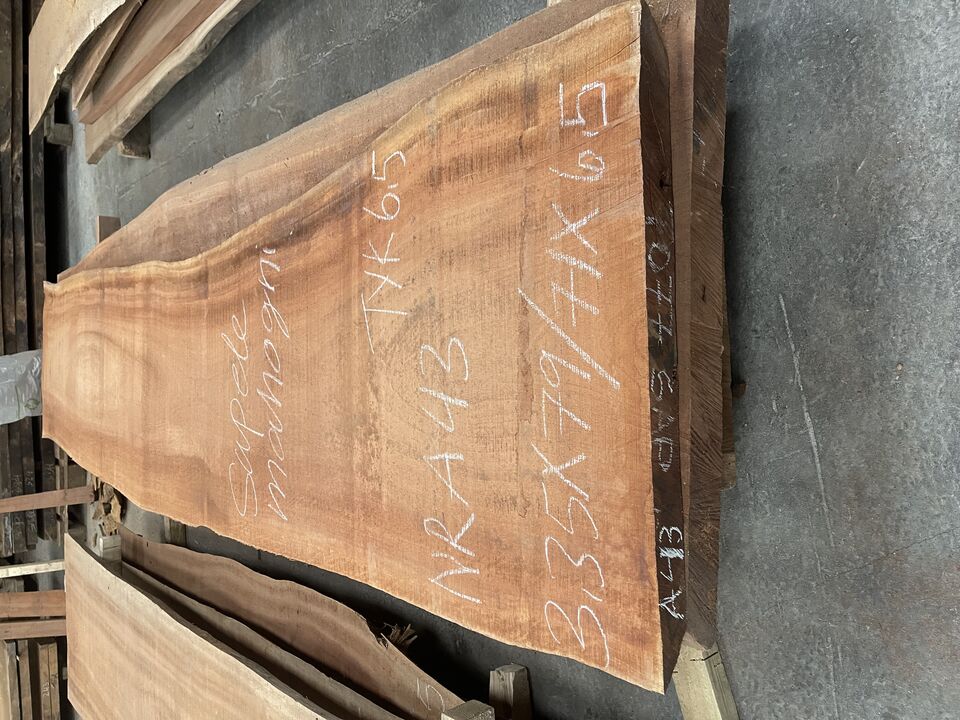 Sapele
mahogni
TYK 6.5
NR A43
3,35X79/71X6.5
A43